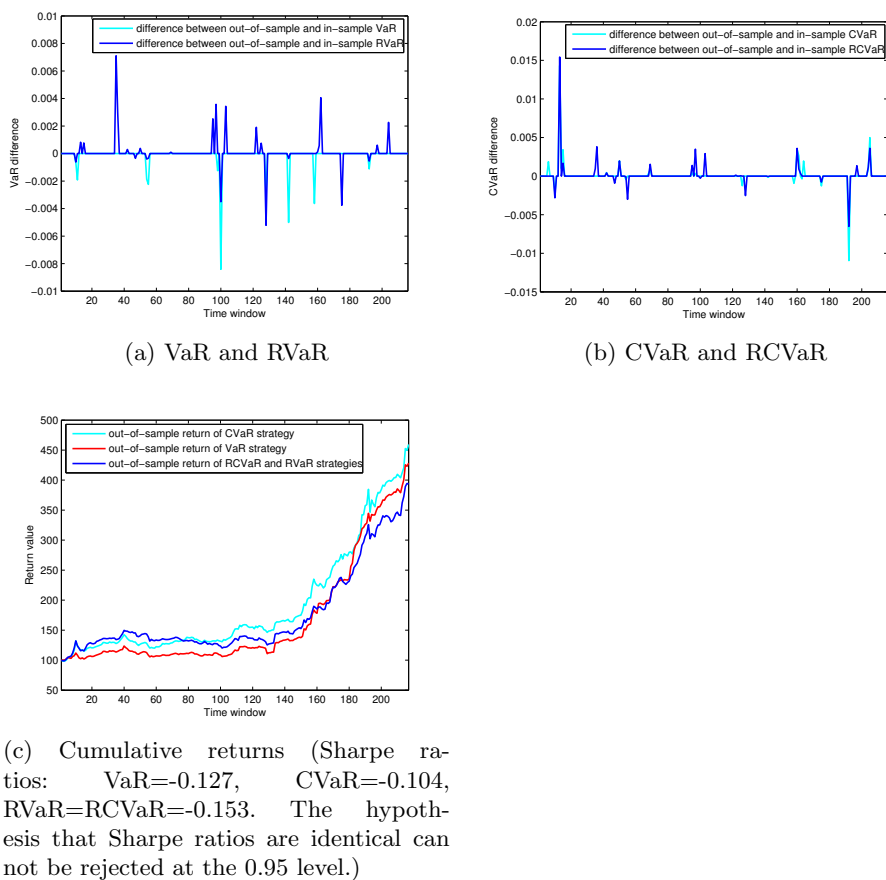 0.01
0.008
0.006
0.004
0.002
0
−0.002
−0.004
−0.006
−0.008
−0.01
VaR difference
difference between out−of−sample and in−sample VaR
difference between out−of−sample and in−sample RVaR
20 40 60 80 100 120 140 160 180 200
Time window
(a) VaR and RVaR
0.02
0.015
0.01
0.005
0
−0.005
−0.01
−0.015
CVaR difference
difference between out−of−sample and in−sample CVaR
difference between out−of−sample and in−sample RCVaR
20 40 60 80 100 120 140 160 180 200
Time window
(b) CVaR and RCVaR
500
450
400
350
300
250
200
150
100
50
Return value
out−of−sample return of CVaR strategy
out−of−sample return of VaR strategy
out−of−sample return of RCVaR and RVaR strategies
20 40 60 80 100 120 140 160 180 200
Time window
(c) Cumulative returns (Sharpe ra-
tios: VaR=-0.127, CVaR=-0.104,
RVaR=RCVaR=-0.153. The hypoth-
esis that Sharpe ratios are identical can
not be rejected at the 0.95 level.)